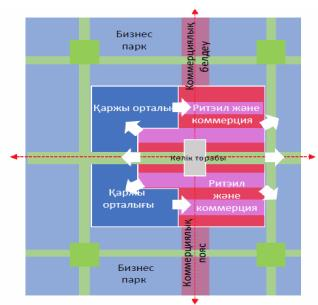 Бизнес
парк
Коммерциялық
белдеу
Қаржы орталығы
Ритэйл және
коммерция
Көлік торабы
Қаржы
орталығы
Ритэйл
және
коммерция
Коммерциялық
пояс
Бизнес
парк